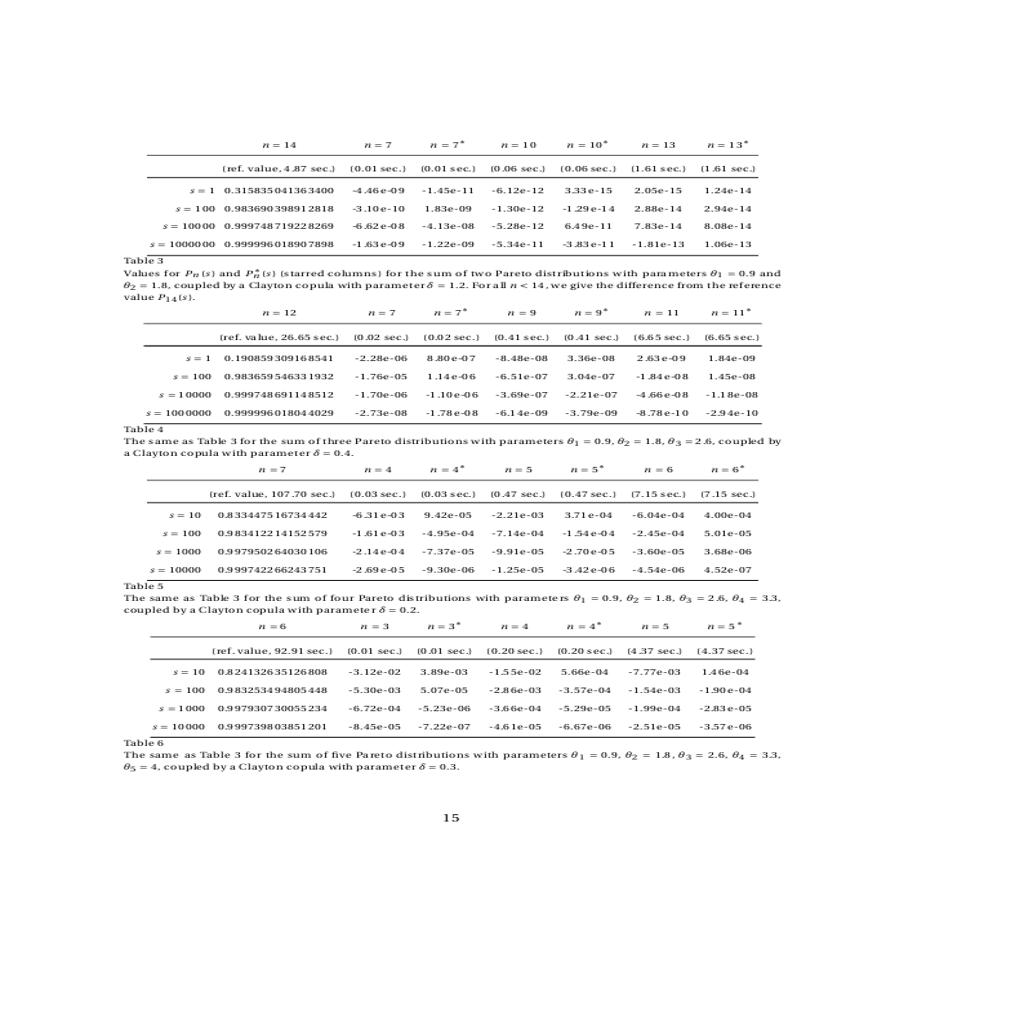 n = 14 n = 7 n = 7* n = 10 n = 10* n = 13 n = 13*
(ref. value, 4.87 sec.) (0.01 sec.) (0.01 sec.) (0.06 sec.) (0.06 sec.) (1.61 sec.) (1.61 sec.)
s = 1 0.315835041363400 -4.46e-09 -1.45e-11 -6.12e-12 3.33e-15 2.05e-15 1.24e-14
s = 100 0.983690398912818 -3.10e-10 1.83e-09 -1.30e-12 -1.29e-14 2.88e-14 2.94e-14
s = 10000 0.999748719228269 -6.62e-08 -4.13e-08 -5.28e-12 6.49e-11 7.83e-14 8.08e-14
s = 1000000 0.999996018907898 -1.63e-09 -1.22e-09 -5.34e-11 -3.83e-11 -1.81e-13 1.06e-13
Table 3
Values for Pₙ(s) and Pₙ*(s) (starred columns) for the sum of two Pareto distributions with parameters θ₁ = 0.9 and
θ₂ = 1.8, coupled by a Clayton copula with parameter δ = 1.2. For all n < 14, we give the difference from the reference
value P₁₄(s).
n = 12 n = 7 n = 7* n = 9 n = 9* n = 11 n = 11*
(ref. value, 26.65 sec.) (0.02 sec.) (0.02 sec.) (0.41 sec.) (0.41 sec.) (6.65 sec.) (6.65 sec.)
s = 1 0.190859309168541 -2.28e-06 8.80e-07 -8.48e-08 3.36e-08 2.63e-09 1.84e-09
s = 100 0.983659546331932 -1.76e-05 1.14e-06 -6.51e-07 3.04e-07 -1.84e-08 1.45e-08
s = 10000 0.999748691148512 -1.70e-06 -1.10e-06 -3.69e-07 -2.21e-07 -4.66e-08 -1.18e-08
s = 1000000 0.999996018044029 -2.73e-08 -1.78e-08 -6.14e-09 -3.79e-09 -8.78e-10 -2.94e-10
Table 4
The same as Table 3 for the sum of three Pareto distributions with parameters θ₁ = 0.9, θ₂ = 1.8, θ₃ = 2.6, coupled by
a Clayton copula with parameter δ = 0.4.
n = 7 n = 4 n = 4* n = 5 n = 5* n = 6 n = 6*
(ref. value, 107.70 sec.) (0.03 sec.) (0.03 sec.) (0.47 sec.) (0.47 sec.) (7.15 sec.) (7.15 sec.)
s = 10 0.833447516734442 -6.31e-03 9.42e-05 -2.21e-03 3.71e-04 -6.04e-04 4.00e-04
s = 100 0.983412214152579 -1.61e-03 -4.95e-04 -7.14e-04 -1.54e-04 -2.45e-04 5.01e-05
s = 1000 0.997950264030106 -2.14e-04 -7.37e-05 -9.91e-05 -2.70e-05 -3.60e-05 3.68e-06
s = 10000 0.999742266243751 -2.69e-05 -9.30e-06 -1.25e-05 -3.42e-06 -4.54e-06 4.52e-07
Table 5
The same as Table 3 for the sum of four Pareto distributions with parameters θ₁ = 0.9, θ₂ = 1.8, θ₃ = 2.6, θ₄ = 3.3,
coupled by a Clayton copula with parameter δ = 0.2.
n = 6 n = 3 n = 3* n = 4 n = 4* n = 5 n = 5*
(ref. value, 92.91 sec.) (0.01 sec.) (0.01 sec.) (0.20 sec.) (0.20 sec.) (4.37 sec.) (4.37 sec.)
s = 10 0.824132635126808 -3.12e-02 3.89e-03 -1.55e-02 5.66e-04 -7.77e-03 1.46e-04
s = 100 0.983253494805448 -5.30e-03 5.07e-05 -2.86e-03 -3.57e-04 -1.54e-03 -1.90e-04
s = 1000 0.997930730055234 -6.72e-04 -5.23e-06 -3.66e-04 -5.29e-05 -1.99e-04 -2.83e-05
s = 10000 0.999739803851201 -8.45e-05 -7.22e-07 -4.61e-05 -6.67e-06 -2.51e-05 -3.57e-06
Table 6
The same as Table 3 for the sum of five Pareto distributions with parameters θ₁ = 0.9, θ₂ = 1.8, θ₃ = 2.6, θ₄ = 3.3,
θ₅ = 4, coupled by a Clayton copula with parameter δ = 0.3.
15